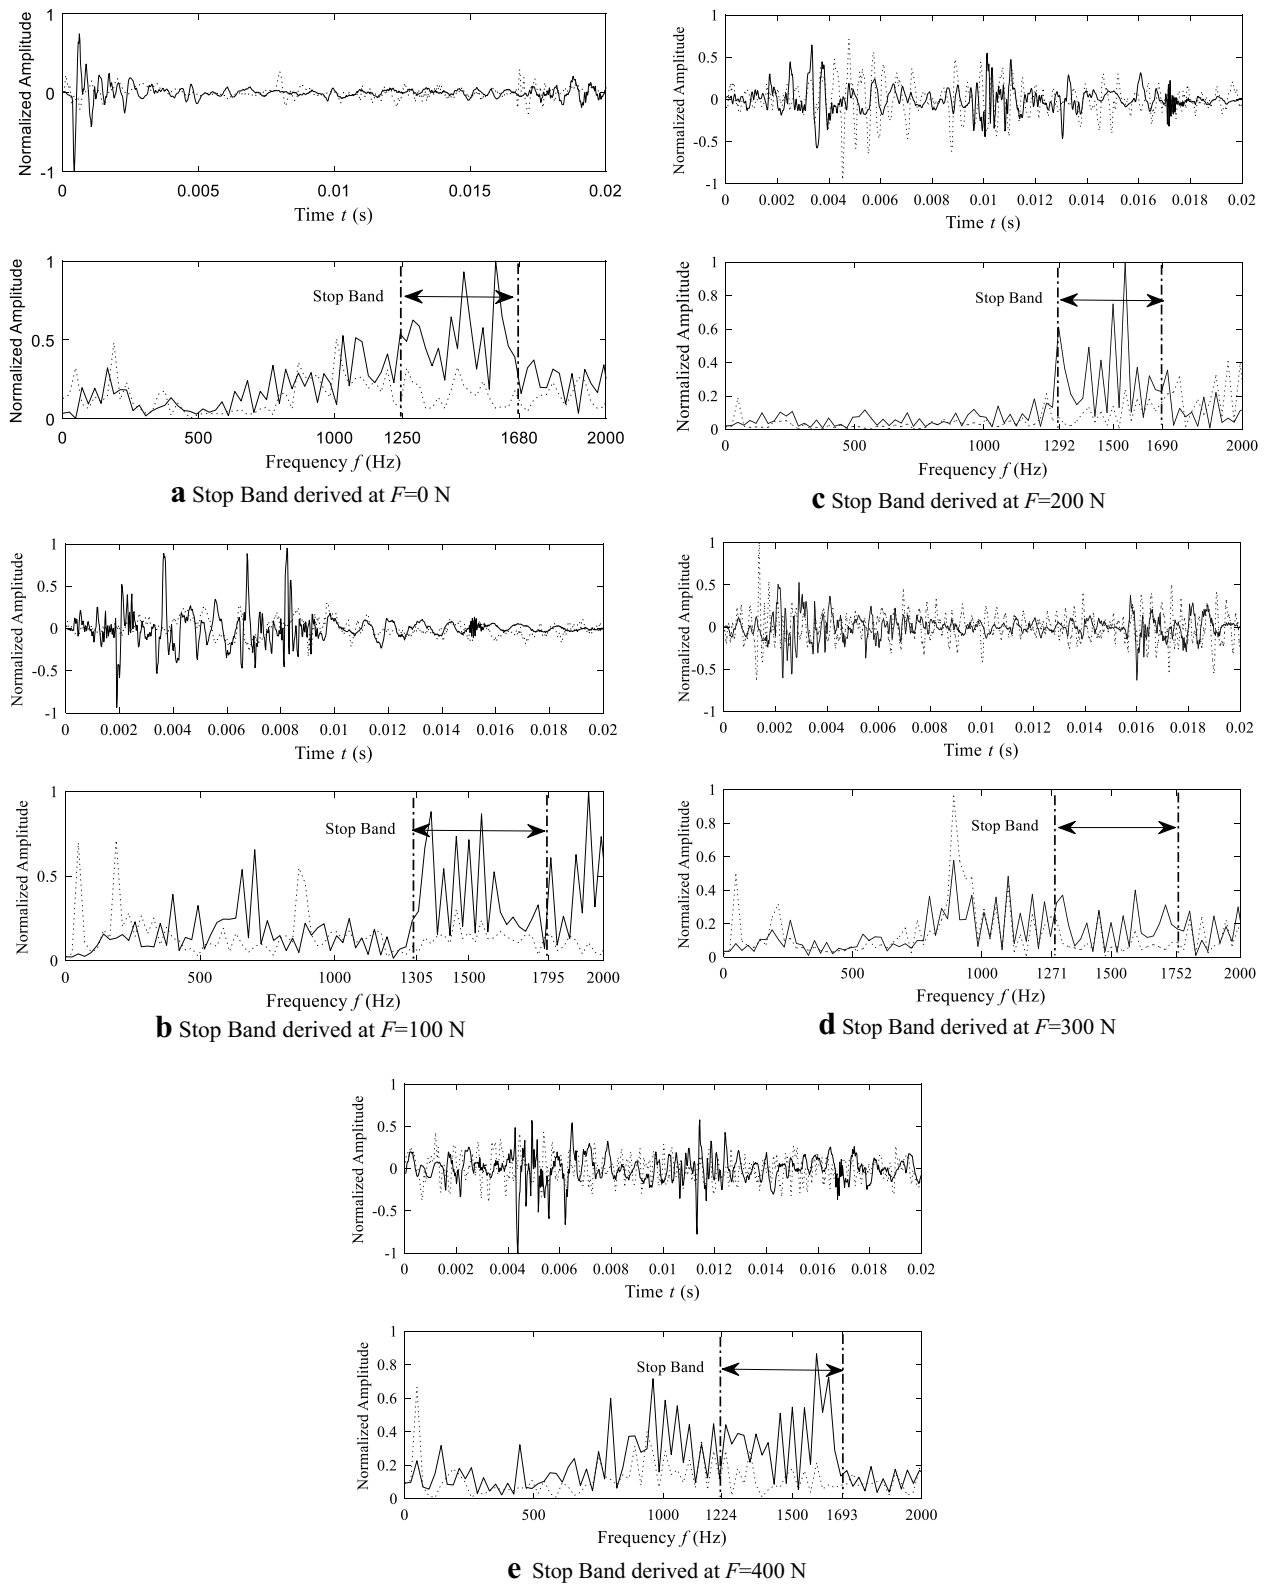 Normalized Amplitude
1
0
-1
0 0.005 0.01 0.015 0.02
Time t (s)
Normalized Amplitude
1
0.5
0
Stop Band
0 500 1000 1250 1680 2000
Frequency f (Hz)
a Stop Band derived at F=0 N
Normalized Amplitude
1
0.5
0
-0.5
-1
0 0.002 0.004 0.006 0.008 0.01 0.012 0.014 0.016 0.018 0.02
Time t (s)
Normalized Amplitude
1
0.8
0.6
0.4
0.2
0
Stop Band
0 500 1000 1292 1500 1690 2000
Frequency f (Hz)
c Stop Band derived at F=200 N
Normalized Amplitude
1
0.5
0
-0.5
-1
0 0.002 0.004 0.006 0.008 0.01 0.012 0.014 0.016 0.018 0.02
Time t (s)
Normalized Amplitude
1
0.5
0
Stop Band
0 500 1000 1305 1500 1795 2000
Frequency f (Hz)
b Stop Band derived at F=100 N
Normalized Amplitude
1
0.5
0
-0.5
-1
0 0.002 0.004 0.006 0.008 0.01 0.012 0.014 0.016 0.018 0.02
Time t (s)
Normalized Amplitude
1
0.8
0.6
0.4
0.2
0
Stop Band
0 500 1000 1271 1500 1752 2000
Frequency f (Hz)
d Stop Band derived at F=300 N
Normalized Amplitude
1
0.5
0
-0.5
-1
0 0.002 0.004 0.006 0.008 0.01 0.012 0.014 0.016 0.018 0.02
Time t (s)
Normalized Amplitude
1
0.8
0.6
0.4
0.2
0
Stop Band
0 500 1000 1224 1500 1693 2000
Frequency f (Hz)
e Stop Band derived at F=400 N